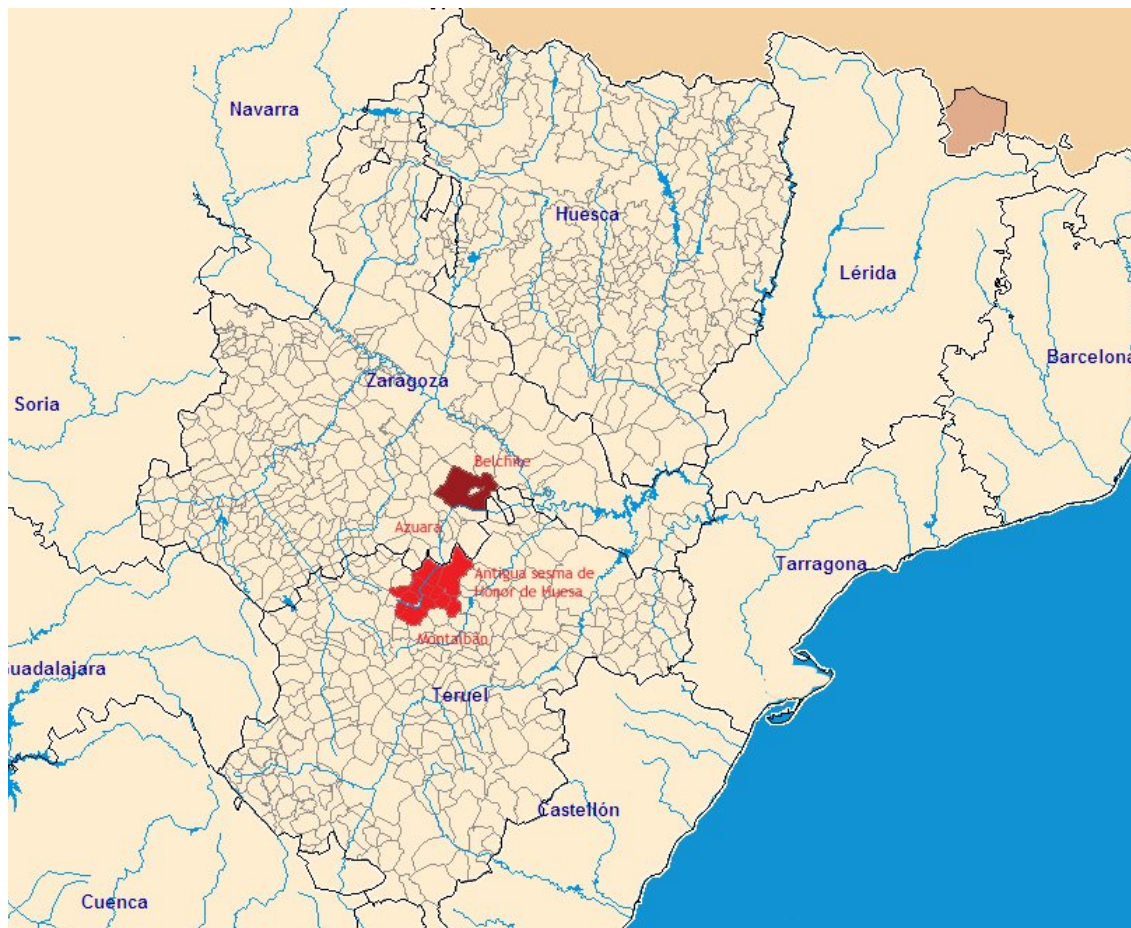 Navarra
Huesca
Lérida
Barcelona
Zaragoza
Soria
Belchite
Azuara
Tarragona
Antigua sesma de
Honor de Huesa
Montalbán
Guadalajara
Teruel
Castellón
Cuenca